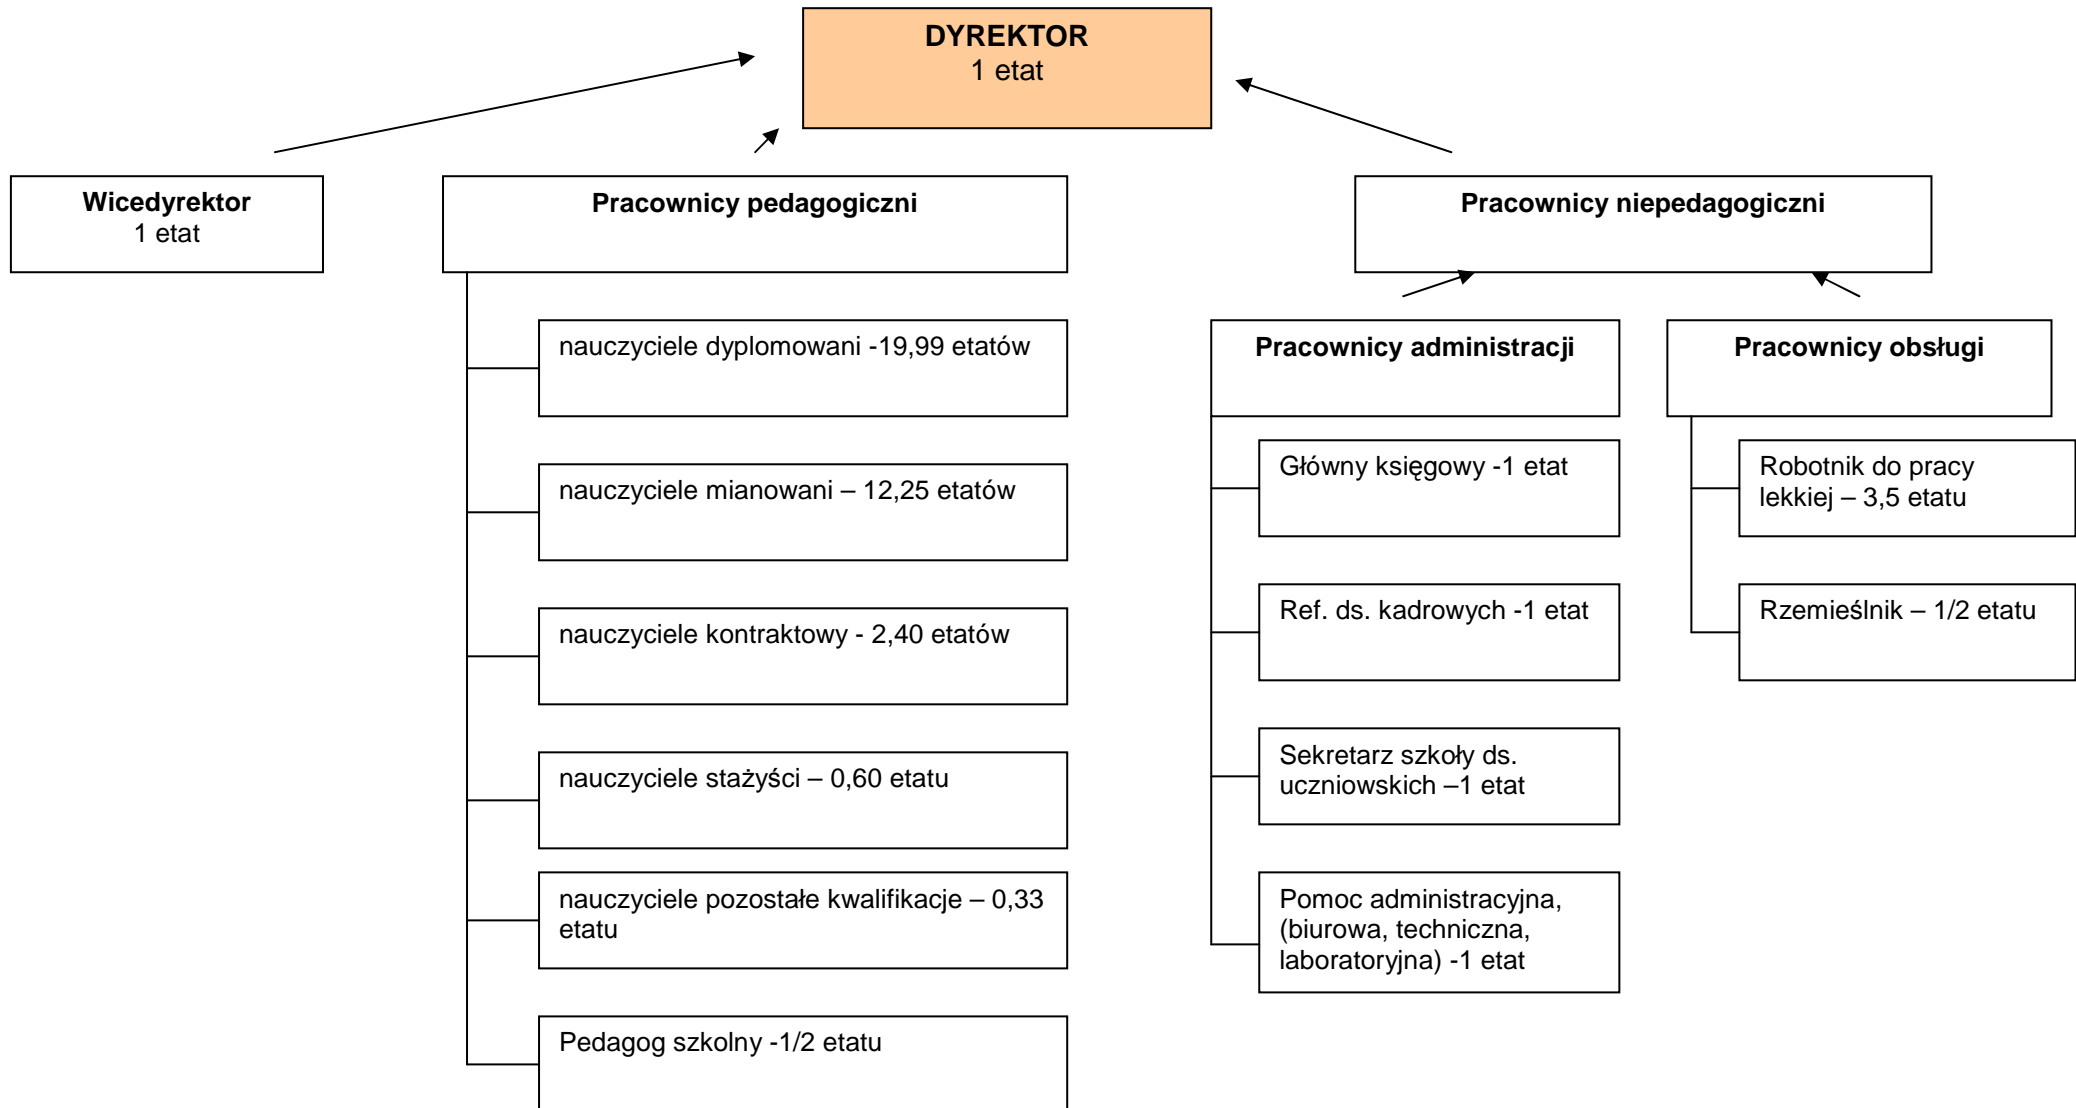 DYREKTOR
1 etat
Wicedyrektor
1 etat
Pracownicy pedagogiczni
nauczyciele dyplomowani -19,99 etatów
nauczyciele mianowani – 12,25 etatów
nauczyciele kontraktowy - 2,40 etatów
nauczyciele stażyści – 0,60 etatu
nauczyciele pozostałe kwalifikacje – 0,33
etatu
Pedagog szkolny -1/2 etatu
Pracownicy niepedagogiczni
Pracownicy administracji
Główny księgowy -1 etat
Ref. ds. kadrowych -1 etat
Sekretarz szkoły ds.
uczniowskich –1 etat
Pomoc administracyjna,
(biurowa, techniczna,
laboratoryjna) -1 etat
Pracownicy obsługi
Robotnik do pracy
lekkiej – 3,5 etatu
Rzemieślnik – 1/2 etatu